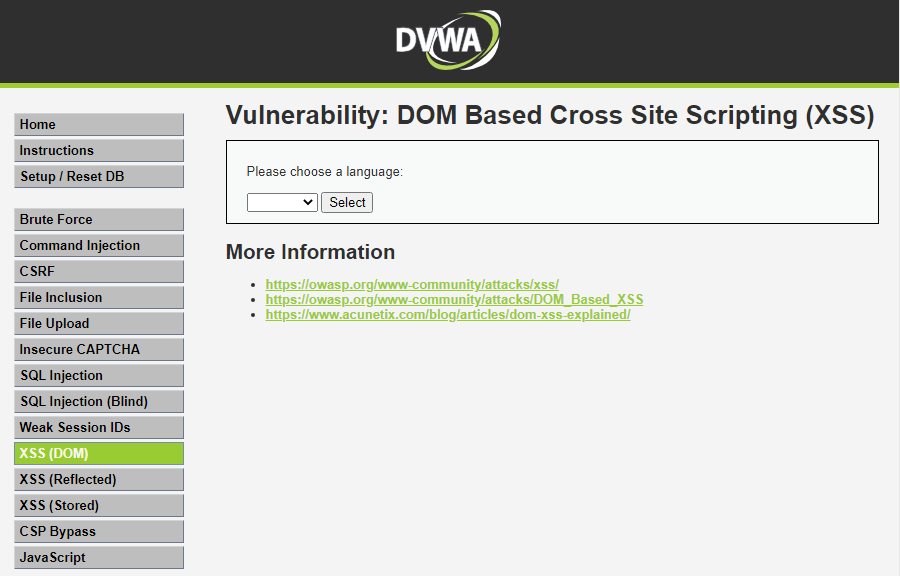 DVWA
Vulnerability: DOM Based Cross Site Scripting (XSS)
Home
Instructions
Setup / Reset DB
Brute Force
Command Injection
CSRF
File Inclusion
File Upload
Insecure CAPTCHA
SQL Injection
SQL Injection (Blind)
Weak Session IDs
XSS (DOM)
XSS (Reflected)
XSS (Stored)
CSP Bypass
JavaScript
Please choose a language:
Select
More Information
https://owasp.org/www-community/attacks/xss/
https://owasp.org/www-community/attacks/DOM_Based_XSS
https://www.acunetix.com/blog/articles/dom-xss-explained/